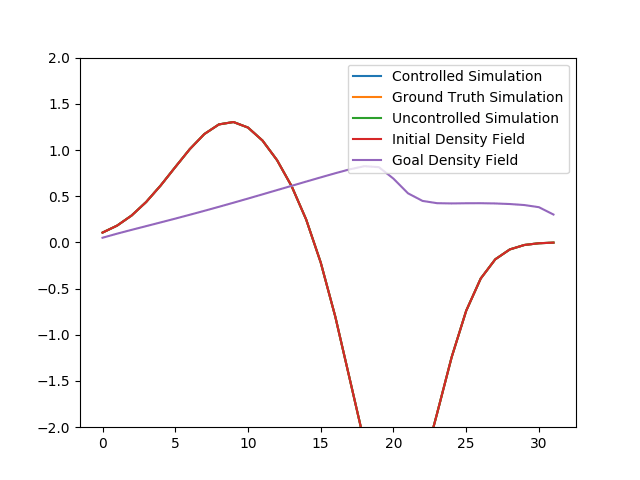 2.0
1.5
1.0
0.5
0.0
−0.5
−1.0
−1.5
−2.0
0 5 10 15 20 25 30
Controlled Simulation
Ground Truth Simulation
Uncontrolled Simulation
Initial Density Field
Goal Density Field